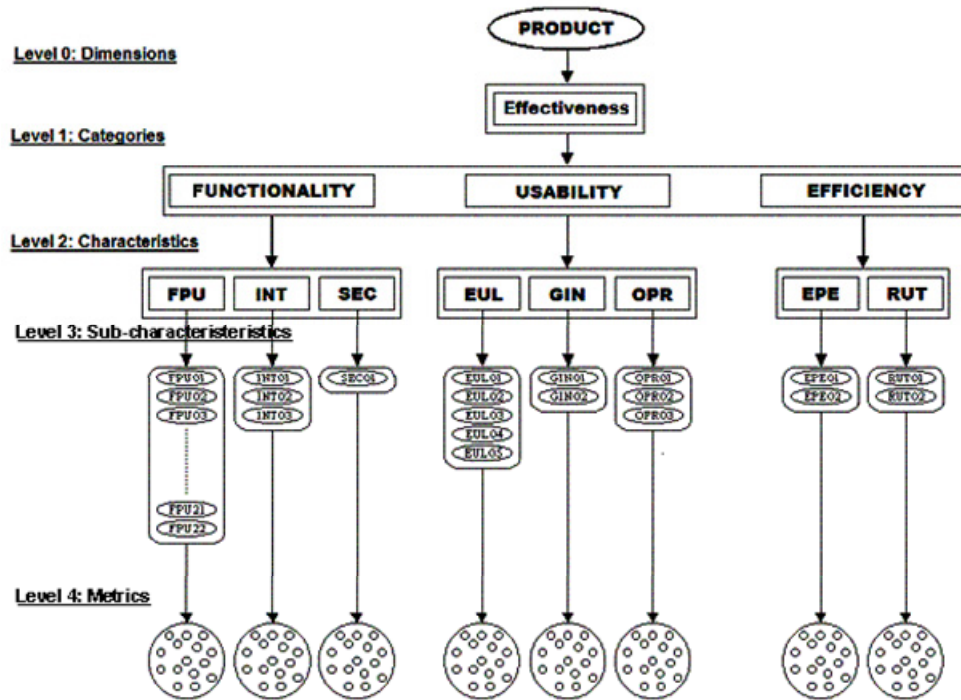 PRODUCT
Level 0: Dimensions
Effectiveness
Level 1: Categories
FUNCTIONALITY USABILITY EFFICIENCY
Level 2: Characteristics
FPU INT SEC EUL GIN OPR EPE RUT
Level 3: Sub-characteristeristics
FPU01 INT01 SEC01 EUL01 GIN01 OPR01 EPE01 RUT01
FPU02 INT02 EUL02 GIN02 OPR02 EPE02 RUT02
FPU03 INT03 EUL03 OPR03
EUL04
EUL05
FPU21
FPU22
Level 4: Metrics